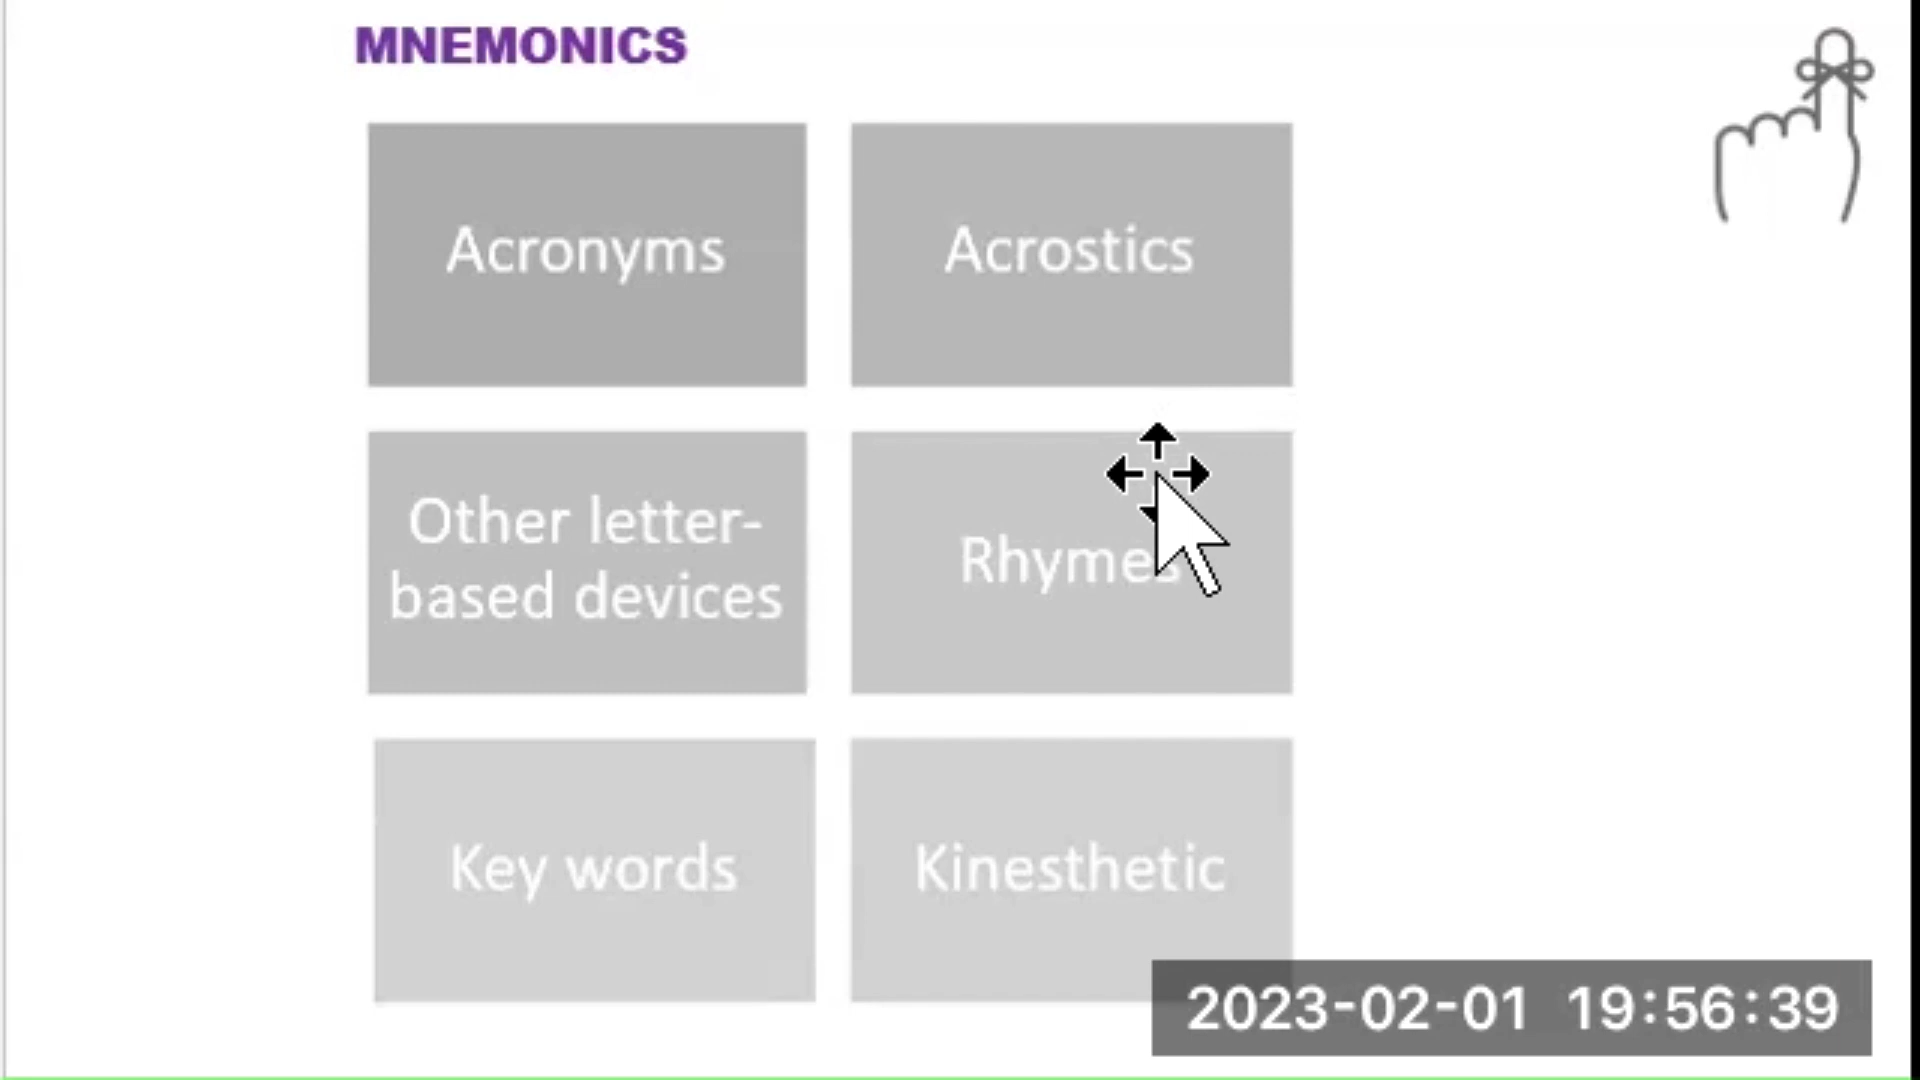 MNEMONICS
Acronyms
Acrostics
Other letter-
based devices
Rhymes
Key words
Kinesthetic
2023-02-01 19:56:39